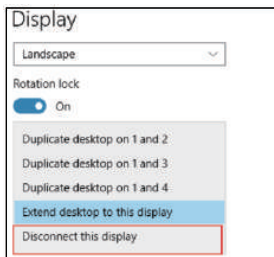 Display
Landscape
Rotation lock
On
Duplicate desktop on 1 and 2
Duplicate desktop on 1 and 3
Duplicate desktop on 1 and 4
Extend desktop to this display
Disconnect this display